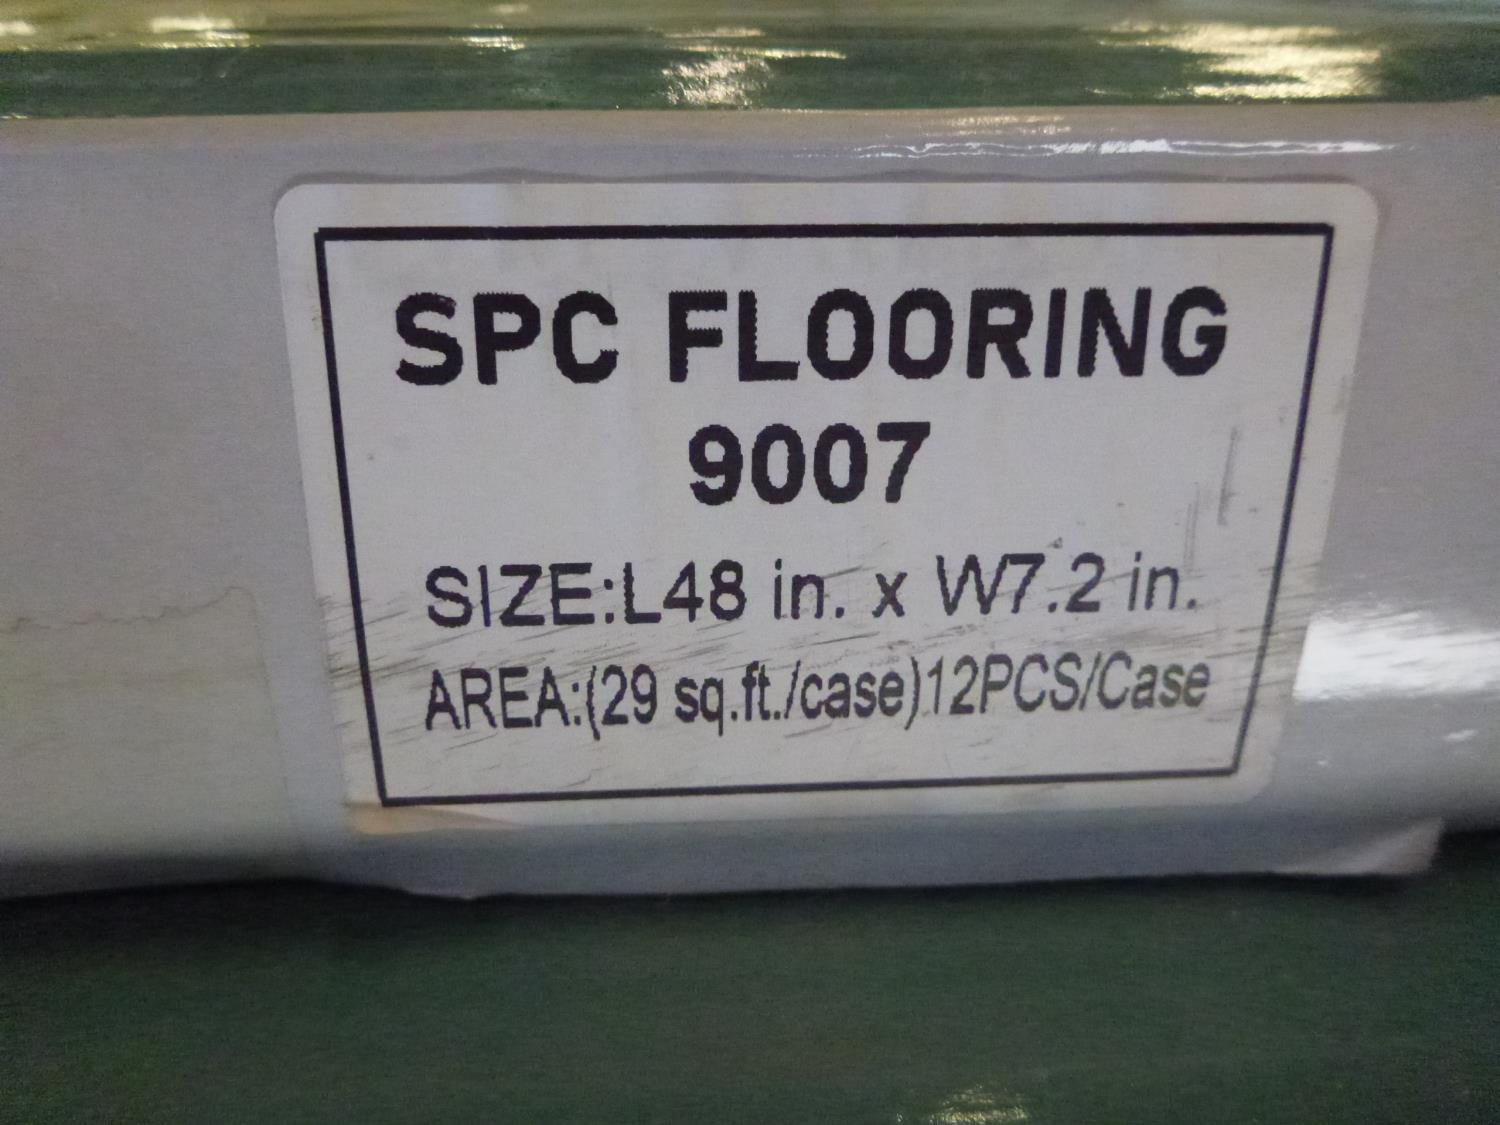 SPC FLOORING
9007
SIZE:L48 in. x W7.2 in.
AREA:(29 sq.ft./case)12PCS/Case